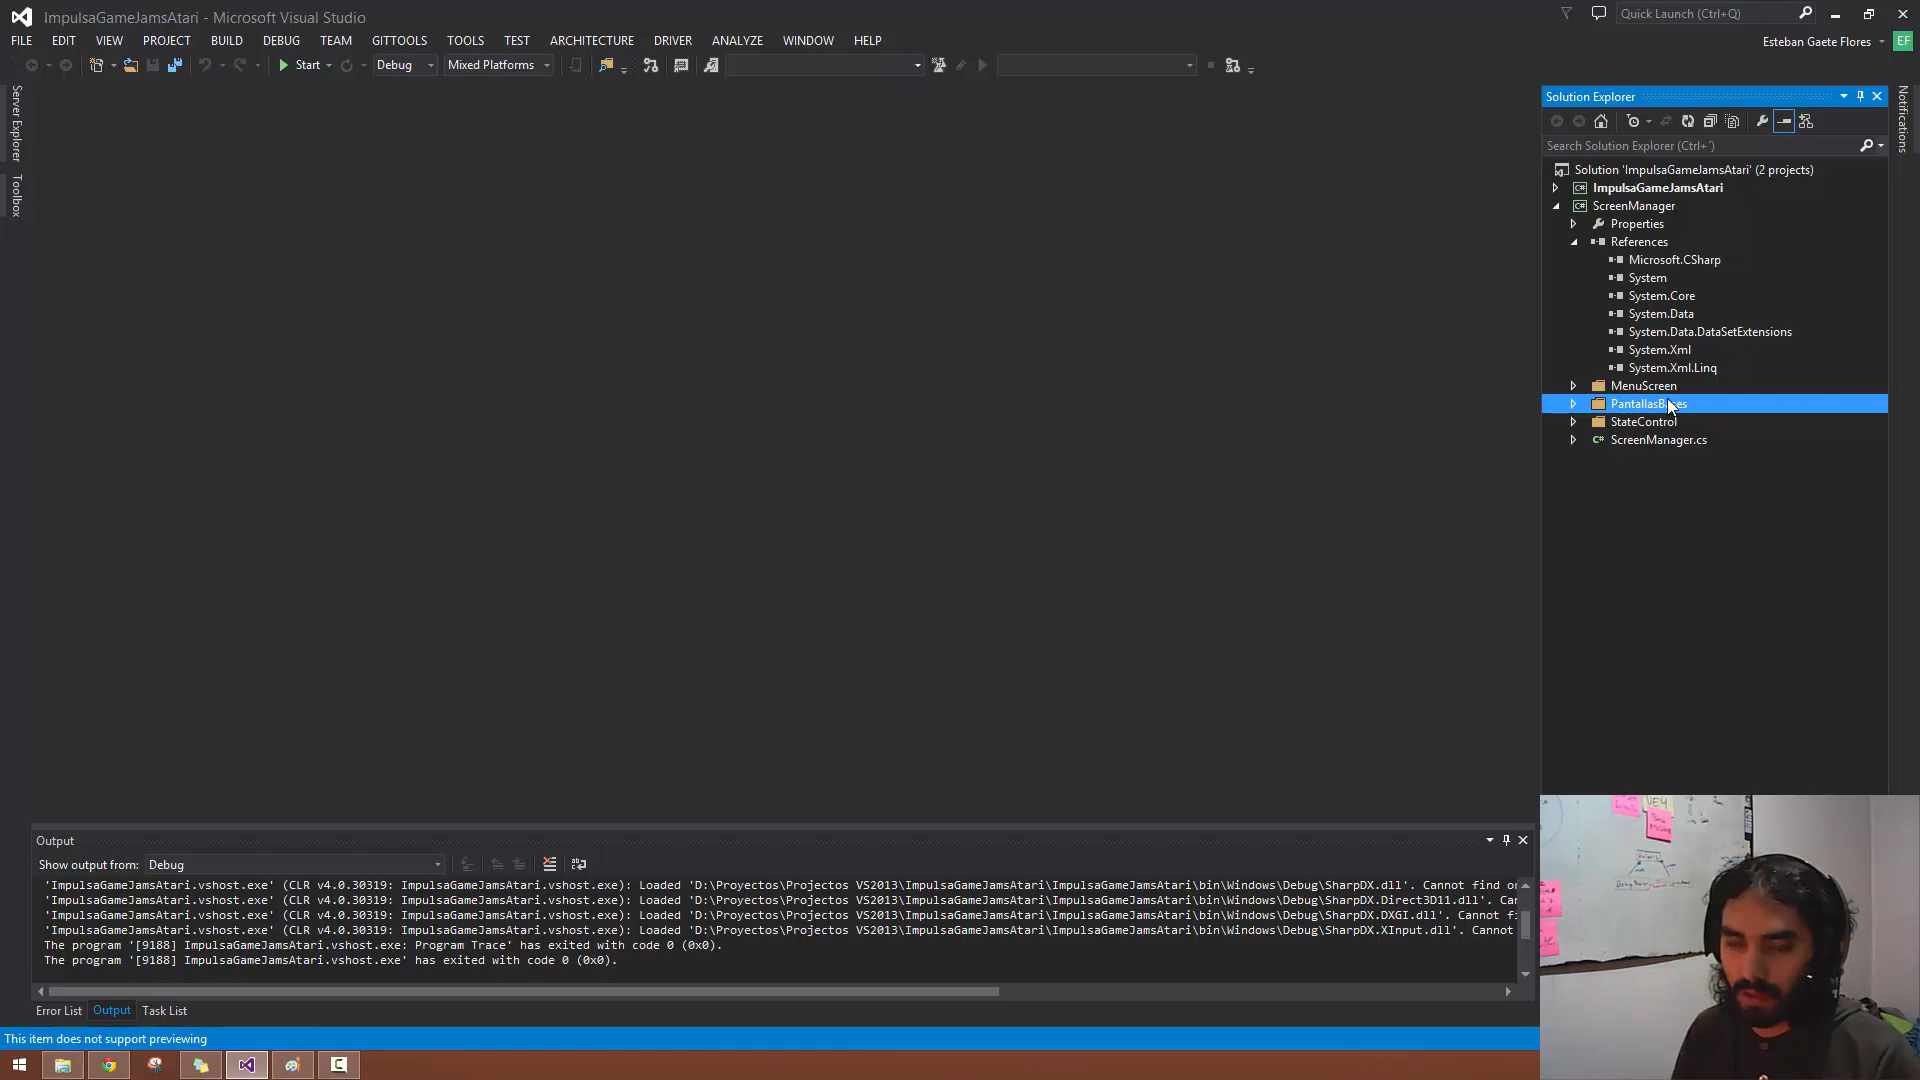 ImpulsaGameJamsAtari - Microsoft Visual Studio
Quick Launch (Ctrl+Q)
FILE EDIT VIEW PROJECT BUILD DEBUG TEAM GITTOOLS TOOLS TEST ARCHITECTURE DRIVER ANALYZE WINDOW HELP
Esteban Gaete Flores EF
Start Debug Mixed Platforms
Server Explorer
Toolbox
Notifications
Solution Explorer
Search Solution Explorer (Ctrl+¨)
Solution 'ImpulsaGameJamsAtari' (2 projects)
ImpulsaGameJamsAtari
ScreenManager
Properties
References
Microsoft.CSharp
System
System.Core
System.Data
System.Data.DataSetExtensions
System.Xml
System.Xml.Linq
MenuScreen
PantallasBases
StateControl
ScreenManager.cs
Output
Show output from: Debug
'ImpulsaGameJamsAtari.vshost.exe' (CLR v4.0.30319: ImpulsaGameJamsAtari.vshost.exe): Loaded 'D:\Proyectos\Projectos VS2013\ImpulsaGameJamsAtari\ImpulsaGameJamsAtari\bin\Windows\Debug\SharpDX.dll'. Cannot find o
'ImpulsaGameJamsAtari.vshost.exe' (CLR v4.0.30319: ImpulsaGameJamsAtari.vshost.exe): Loaded 'D:\Proyectos\Projectos VS2013\ImpulsaGameJamsAtari\ImpulsaGameJamsAtari\bin\Windows\Debug\SharpDX.Direct3D11.dll'. Ca
'ImpulsaGameJamsAtari.vshost.exe' (CLR v4.0.30319: ImpulsaGameJamsAtari.vshost.exe): Loaded 'D:\Proyectos\Projectos VS2013\ImpulsaGameJamsAtari\ImpulsaGameJamsAtari\bin\Windows\Debug\SharpDX.DXGI.dll'. Cannot f
'ImpulsaGameJamsAtari.vshost.exe' (CLR v4.0.30319: ImpulsaGameJamsAtari.vshost.exe): Loaded 'D:\Proyectos\Projectos VS2013\ImpulsaGameJamsAtari\ImpulsaGameJamsAtari\bin\Windows\Debug\SharpDX.XInput.dll'. Cannot
The program '[9188] ImpulsaGameJamsAtari.vshost.exe: Program Trace' has exited with code 0 (0x0).
The program '[9188] ImpulsaGameJamsAtari.vshost.exe' has exited with code 0 (0x0).
Error List Output Task List
This item does not support previewing